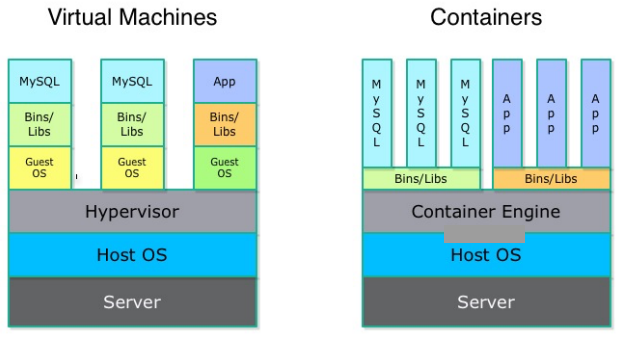 Virtual Machines
MySQL
MySQL
App
Bins/
Libs
Bins/
Libs
Bins/
Libs
Guest
OS
Guest
OS
Guest
OS
Hypervisor
Host OS
Server
Containers
MySQL
MySQL
MySQL
App
App
App
Bins/Libs
Bins/Libs
Container Engine
Host OS
Server